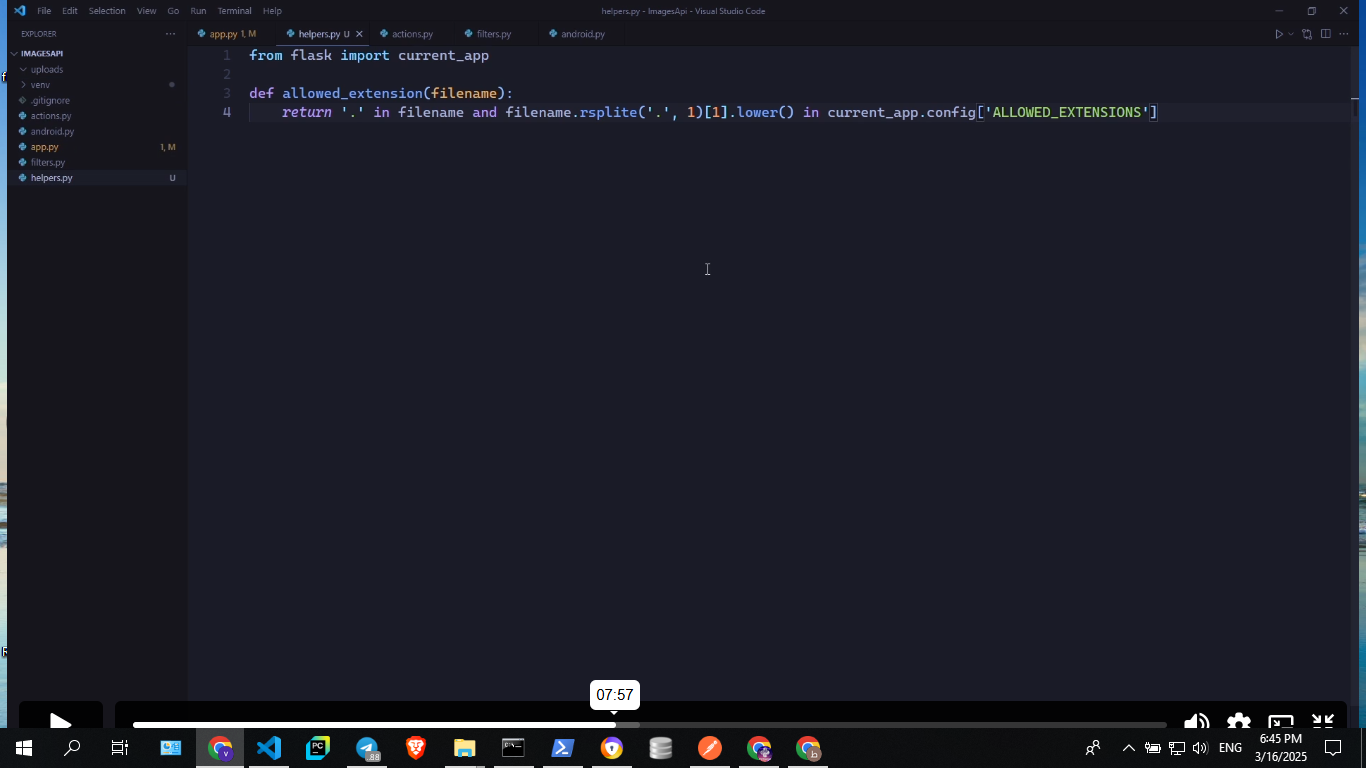 File Edit Selection View Go Run Terminal Help
helpers.py - ImagesApi - Visual Studio Code
EXPLORER
app.py 1, M
helpers.py U
actions.py
filters.py
android.py
IMAGESAPI
uploads
venv
.gitignore
actions.py
android.py
app.py 1, M
filters.py
helpers.py U
1 from flask import current_app
2
3 def allowed_extension(filename):
4 return '.' in filename and filename.rsplite('.', 1)[1].lower() in current_app.config['ALLOWED_EXTENSIONS']
07:57
PC
88
ENG
6:45 PM
3/16/2025